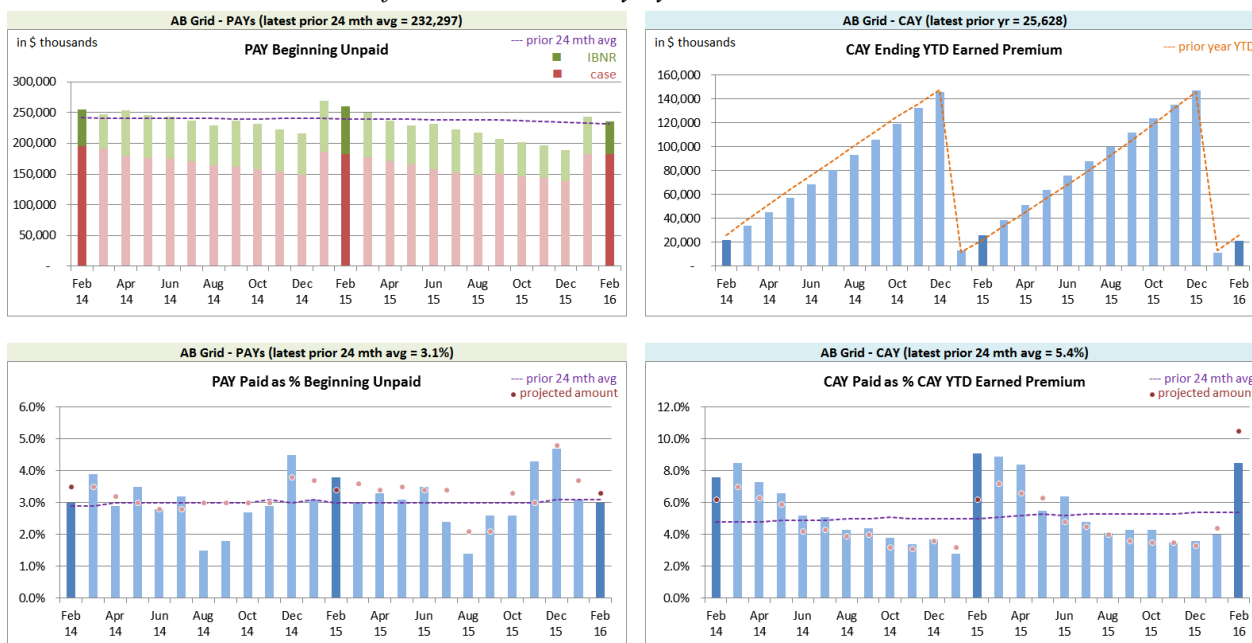 AB Grid - PAYs (latest prior 24 mth avg = 232,297)
in $ thousands
PAY Beginning Unpaid
--- prior 24 mth avg
IBNR
case
300,000
250,000
200,000
150,000
100,000
50,000
-
Feb Apr Jun Aug Oct Dec Feb Apr Jun Aug Oct Dec Feb
14 14 14 14 14 14 15 15 15 15 15 15 16
AB Grid - CAY (latest prior yr = 25,628)
in $ thousands
CAY Ending YTD Earned Premium
--- prior year YTD
160,000
140,000
120,000
100,000
80,000
60,000
40,000
20,000
-
Feb Apr Jun Aug Oct Dec Feb Apr Jun Aug Oct Dec Feb
14 14 14 14 14 14 15 15 15 15 15 15 16
AB Grid - PAYs (latest prior 24 mth avg = 3.1%)
PAY Paid as % Beginning Unpaid
--- prior 24 mth avg
• projected amount
6.0%
5.0%
4.0%
3.0%
2.0%
1.0%
0.0%
Feb Apr Jun Aug Oct Dec Feb Apr Jun Aug Oct Dec Feb
14 14 14 14 14 14 15 15 15 15 15 15 16
AB Grid - CAY (latest prior 24 mth avg = 5.4%)
CAY Paid as % CAY YTD Earned Premium
--- prior 24 mth avg
• projected amount
12.0%
10.0%
8.0%
6.0%
4.0%
2.0%
0.0%
Feb Apr Jun Aug Oct Dec Feb Apr Jun Aug Oct Dec Feb
14 14 14 14 14 14 15 15 15 15 15 15 16